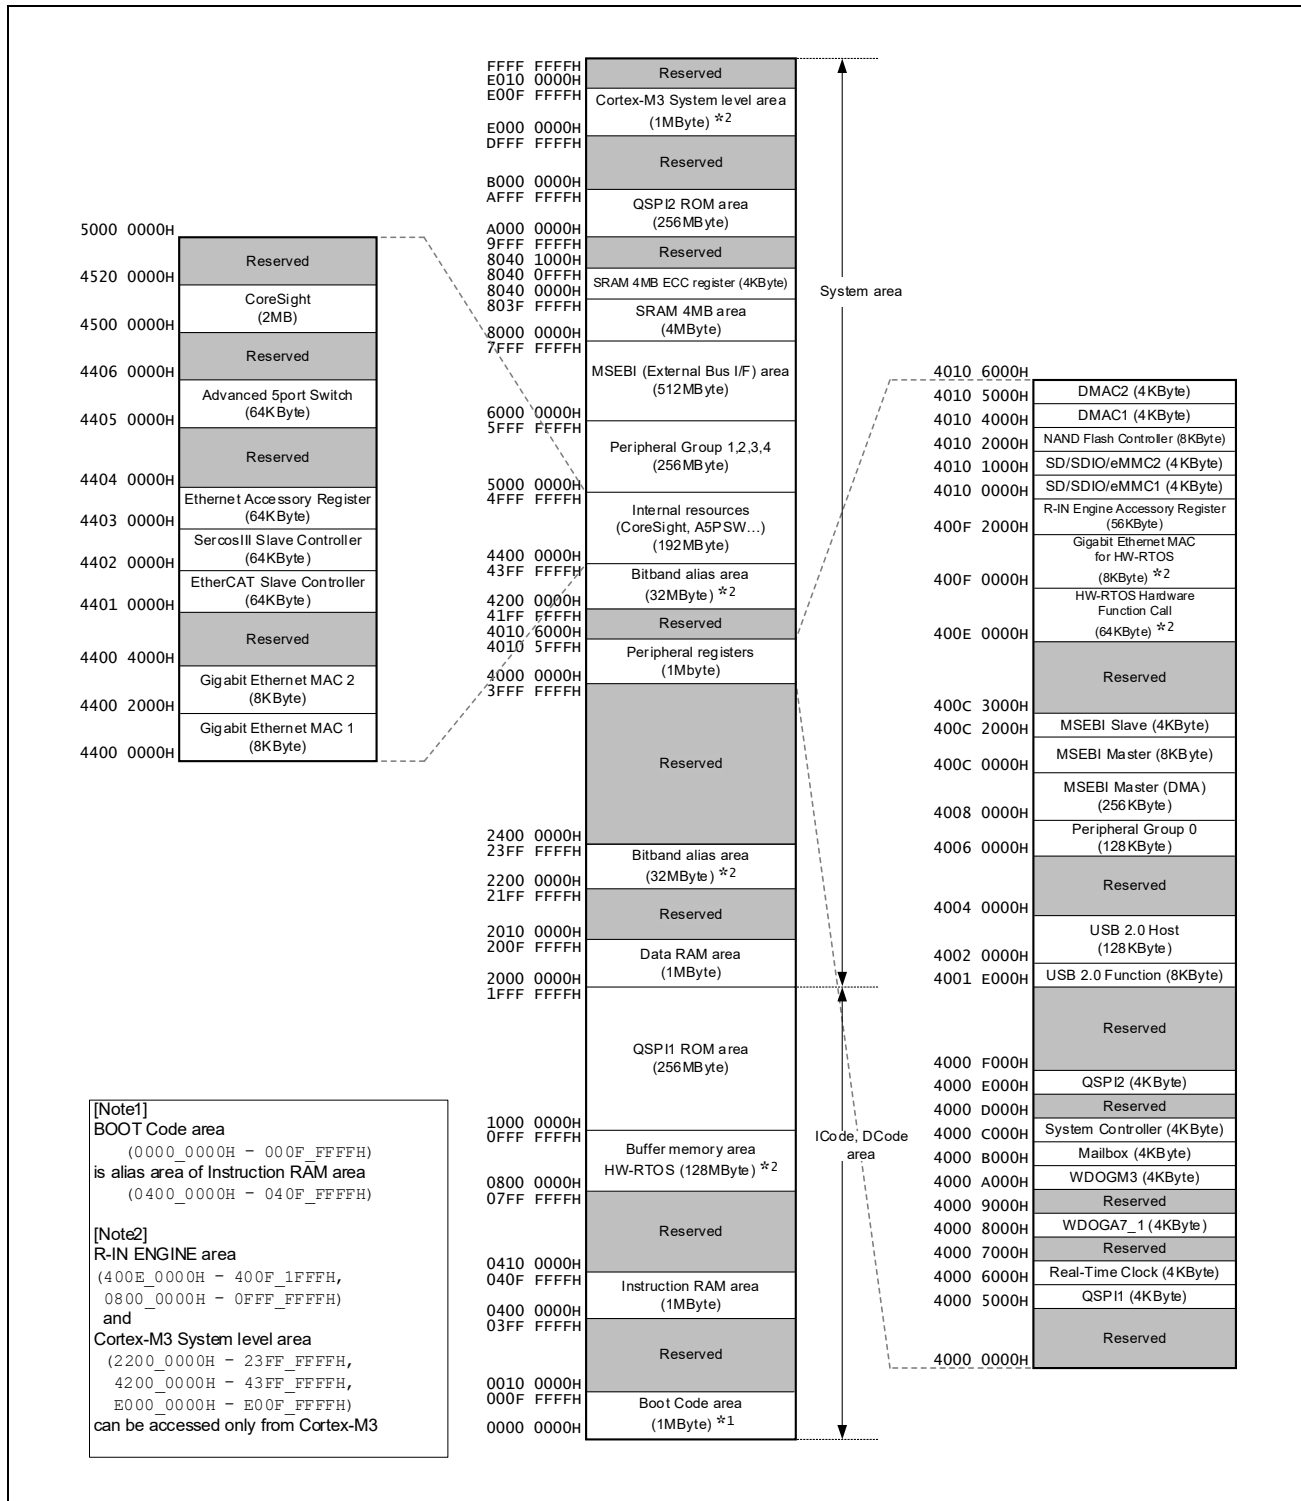 FFFF FFFFH
E010 0000H
Reserved
E00F FFFFH
Cortex-M3 System level area
(1MByte) *2
E000 0000H
DFFF FFFFH
Reserved
B000 0000H
AFFF FFFFH
QSPI2 ROM area
(256MByte)
A000 0000H
9FFF FFFFH
Reserved
8040 1000H
8040 0FFFH
SRAM 4MB ECC register (4KByte)
8040 0000H
803F FFFFH
SRAM 4MB area
(4MByte)
8000 0000H
7FFF FFFFH
MSEBI (External Bus I/F) area
(512MByte)
6000 0000H
5FFF FFFFH
Peripheral Group 1,2,3,4
(256MByte)
5000 0000H
4FFF FFFFH
Internal resources
(CoreSight, A5PSW...)
(192MByte)
4400 0000H
43FF FFFFH
Bitband alias area
(32MByte) *2
4200 0000H
41FF FFFFH
Reserved
4010 6000H
4010 5FFFH
Peripheral registers
(1Mbyte)
4000 0000H
3FFF FFFFH
Reserved
2400 0000H
23FF FFFFH
Bitband alias area
(32MByte) *2
2200 0000H
21FF FFFFH
Reserved
2010 0000H
200F FFFFH
Data RAM area
(1MByte)
2000 0000H
1FFF FFFFH
QSPI1 ROM area
(256MByte)
1000 0000H
0FFF FFFFH
Buffer memory area
HW-RTOS (128MByte) *2
0800 0000H
07FF FFFFH
Reserved
0410 0000H
040F FFFFH
Instruction RAM area
(1MByte)
0400 0000H
03FF FFFFH
Reserved
0010 0000H
000F FFFFH
Boot Code area
(1MByte) *1
0000 0000H
System area
ICode, DCode
area
5000 0000H
Reserved
4520 0000H
CoreSight
(2MB)
4500 0000H
Reserved
4406 0000H
Advanced 5port Switch
(64KByte)
4405 0000H
Reserved
4404 0000H
Ethernet Accessory Register
(64KByte)
4403 0000H
SercosIII Slave Controller
(64KByte)
4402 0000H
EtherCAT Slave Controller
(64KByte)
4401 0000H
Reserved
4400 4000H
Gigabit Ethernet MAC 2
(8KByte)
4400 2000H
Gigabit Ethernet MAC 1
(8KByte)
4400 0000H
4010 6000H
DMAC2 (4KByte)
4010 5000H
DMAC1 (4KByte)
4010 4000H
NAND Flash Controller (8KByte)
4010 2000H
SD/SDIO/eMMC2 (4KByte)
4010 1000H
SD/SDIO/eMMC1 (4KByte)
4010 0000H
R-IN Engine Accessory Register
(56KByte)
400F 2000H
Gigabit Ethernet MAC
for HW-RTOS
(8KByte) *2
400F 0000H
HW-RTOS Hardware
Function Call
(64KByte) *2
400E 0000H
Reserved
400C 3000H
MSEBI Slave (4KByte)
400C 2000H
MSEBI Master (8KByte)
400C 0000H
MSEBI Master (DMA)
(256KByte)
4008 0000H
Peripheral Group 0
(128KByte)
4006 0000H
Reserved
4004 0000H
USB 2.0 Host
(128KByte)
4002 0000H
USB 2.0 Function (8KByte)
4001 E000H
Reserved
4000 F000H
QSPI2 (4KByte)
4000 E000H
Reserved
4000 D000H
System Controller (4KByte)
4000 C000H
Mailbox (4KByte)
4000 B000H
WDOGM3 (4KByte)
4000 A000H
Reserved
4000 9000H
WDOGA7_1 (4KByte)
4000 8000H
Reserved
4000 7000H
Real-Time Clock (4KByte)
4000 6000H
QSPI1 (4KByte)
4000 5000H
Reserved
4000 0000H
[Note1]
BOOT Code area
(0000_0000H - 000F_FFFFH)
is alias area of Instruction RAM area
(0400_0000H - 040F_FFFFH)
[Note2]
R-IN ENGINE area
(400E_0000H - 400F_1FFFH,
0800_0000H - 0FFF_FFFFH)
and
Cortex-M3 System level area
(2200_0000H - 23FF_FFFFH,
4200_0000H - 43FF_FFFFH,
E000_0000H - E00F_FFFFH)
can be accessed only from Cortex-M3